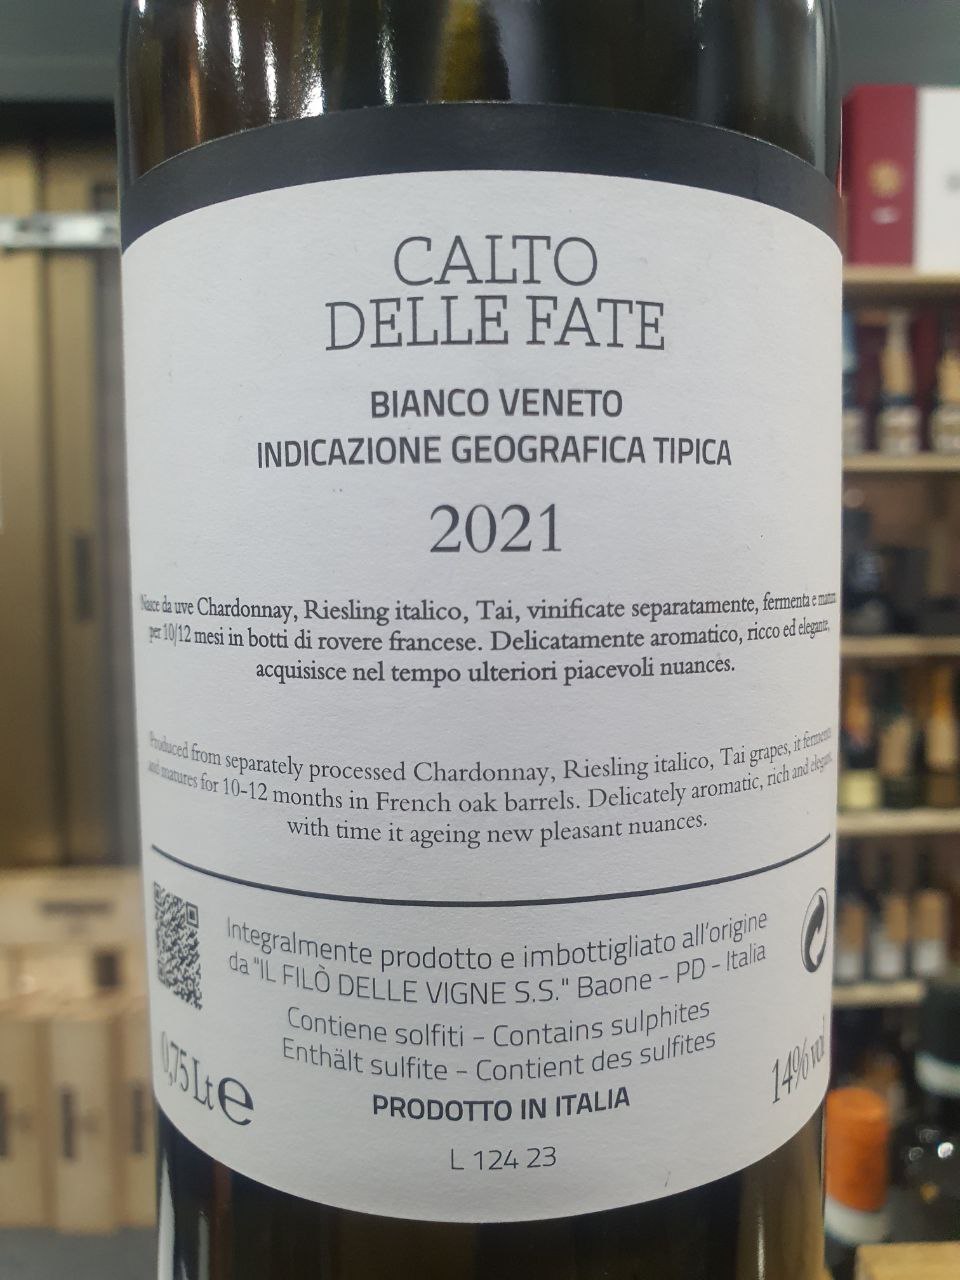 CALTO
DELLE FATE
BIANCO VENETO
INDICAZIONE GEOGRAFICA TIPICA
2021
Nasce da uve Chardonnay, Riesling italico, Tai, vinificate separatamente, fermenta e matura
per 10/12 mesi in botti di rovere francese. Delicatamente aromatico, ricco ed elegante,
acquisisce nel tempo ulteriori piacevoli nuances.
Produced from separately processed Chardonnay, Riesling italico, Tai grapes, it ferments
and matures for 10-12 months in French oak barrels. Delicately aromatic, rich and elegant,
with time it ageing new pleasant nuances.
Integralmente prodotto e imbottigliato all'origine
da "IL FILÒ DELLE VIGNE S.S." Baone - PD - Italia
Contiene solfiti - Contains sulphites
Enthält sulfite - Contient des sulfites
0,75 Lt e
14% vol
PRODOTTO IN ITALIA
L 124 23